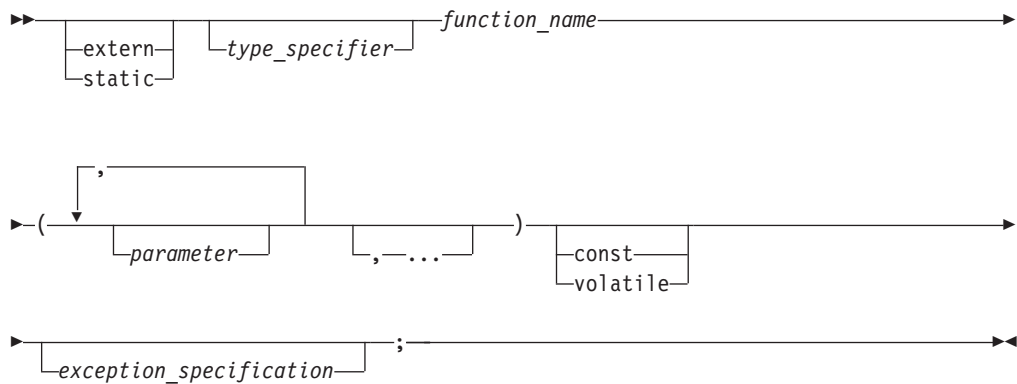 function_name
extern
type_specifier
static
,
( parameter , ... ) const
volatile
exception_specification ;